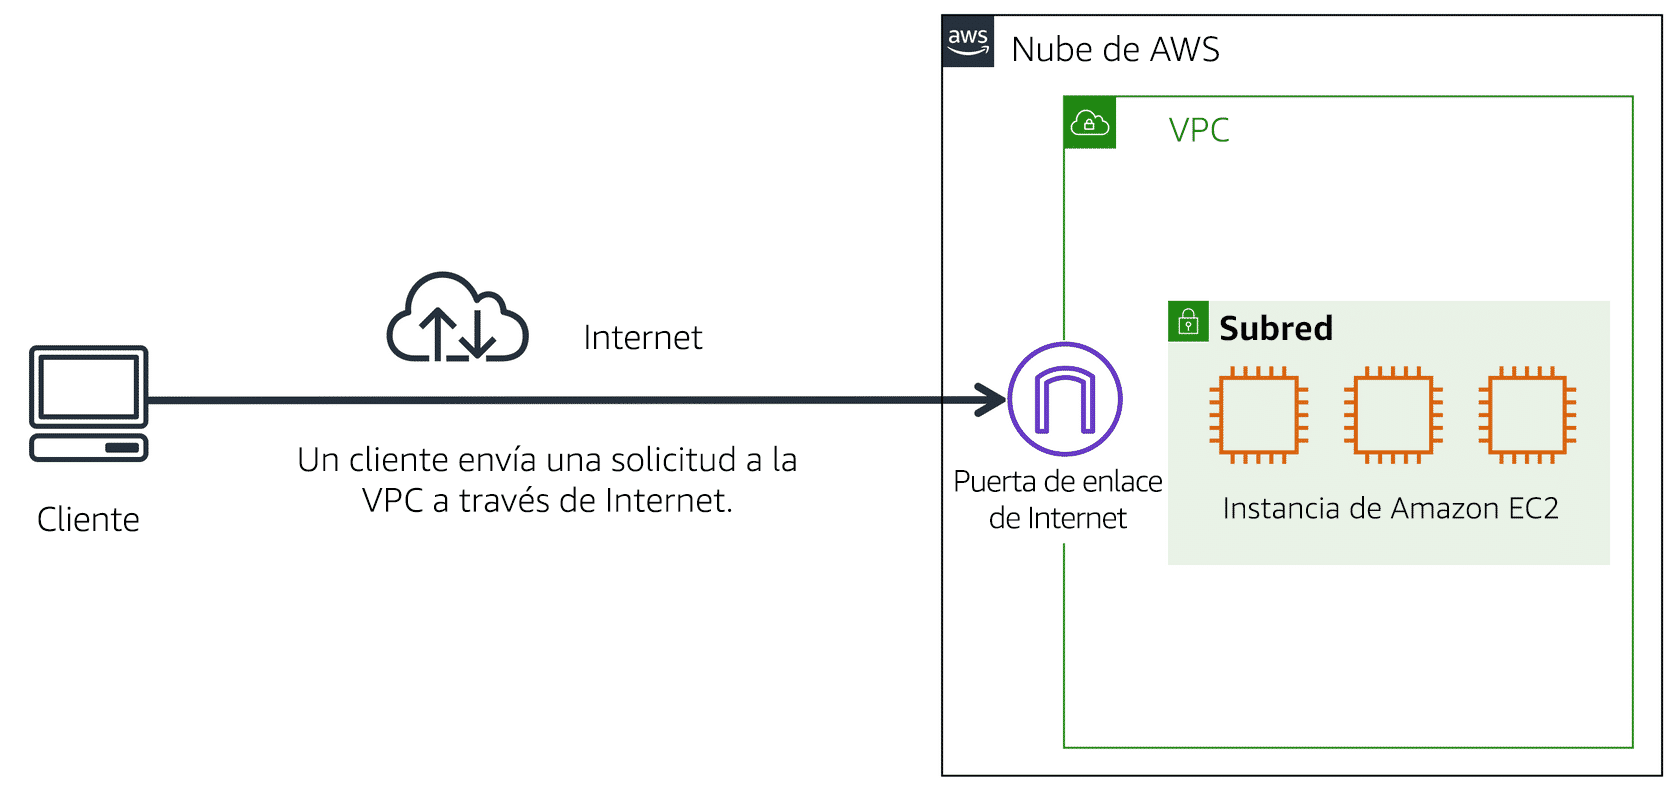 aws
Nube de AWS
VPC
Internet
Subred
Un cliente envía una solicitud a la
VPC a través de Internet.
Cliente
Puerta de enlace
de Internet
Instancia de Amazon EC2